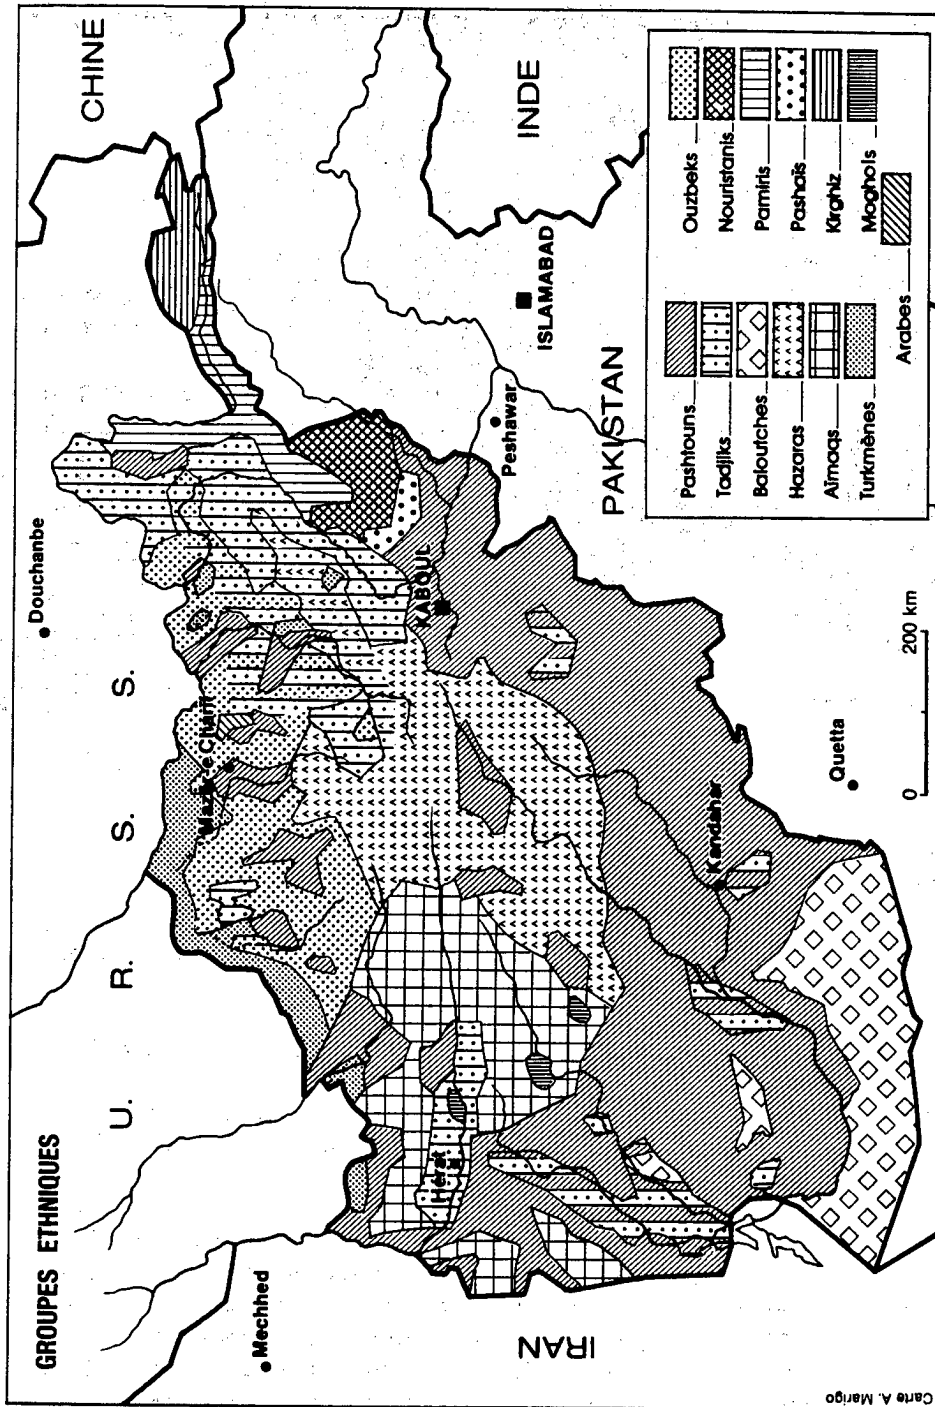 GROUPES ETHNIQUES
U. R. S. S.
CHINE
INDE
IRAN
PAKISTAN
Mechhed
Douchanbe
Mazar-e Charif
Hérat
KABOUL
Peshawar
ISLAMABAD
Kandahar
Quetta
0 200 km
Pashtouns
Tadjiks
Baloutches
Hazaras
Aïmaqs
Turkmènes
Ouzbeks
Nouristanis
Pamiris
Pashaïs
Kirghiz
Moghols
Arabes
Carte A. Marigo